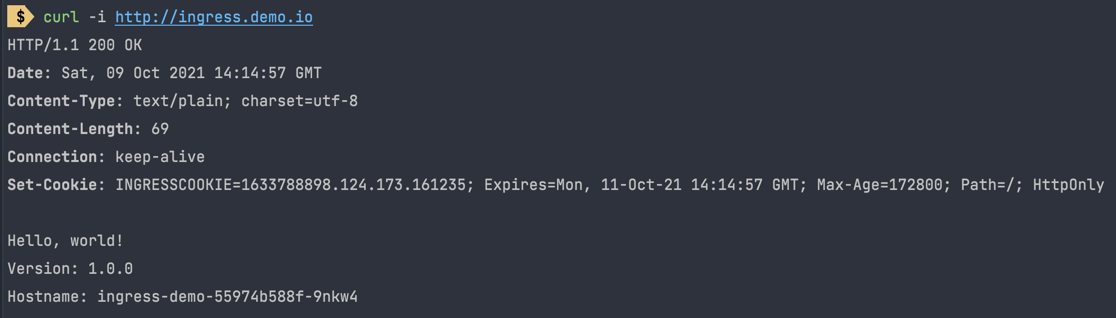 $ curl -i http://ingress.demo.io
HTTP/1.1 200 OK
Date: Sat, 09 Oct 2021 14:14:57 GMT
Content-Type: text/plain; charset=utf-8
Content-Length: 69
Connection: keep-alive
Set-Cookie: INGRESSCOOKIE=1633788898.124.173.161235; Expires=Mon, 11-Oct-21 14:14:57 GMT; Max-Age=172800; Path=/; HttpOnly
Hello, world!
Version: 1.0.0
Hostname: ingress-demo-55974b588f-9nkw4